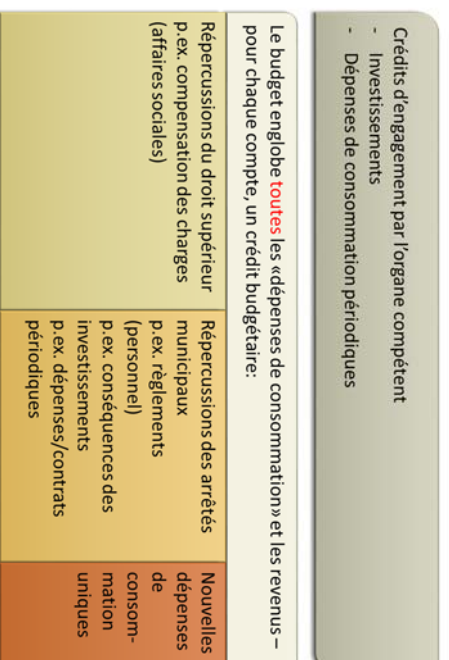 Crédits d'engagement par l'organe compétent
- Investissements
- Dépenses de consommation périodiques
Le budget englobe toutes les «dépenses de consommation» et les revenus –
pour chaque compte, un crédit budgétaire:
Répercussions du droit supérieur
p.ex. compensation des charges
(affaires sociales)
Répercussions des arrêtés
municipaux
p.ex. règlements
(personnel)
p.ex. conséquences des
investissements
p.ex. dépenses/contrats
périodiques
Nouvelles
dépenses
de
consom-
mation
uniques